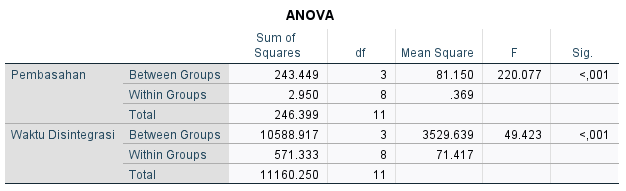 ANOVA
Sum of Squares df Mean Square F Sig.
Pembasahan Between Groups 243.449 3 81.150 220.077 <,001
Within Groups 2.950 8 .369
Total 246.399 11
Waktu Disintegrasi Between Groups 10588.917 3 3529.639 49.423 <,001
Within Groups 571.333 8 71.417
Total 11160.250 11